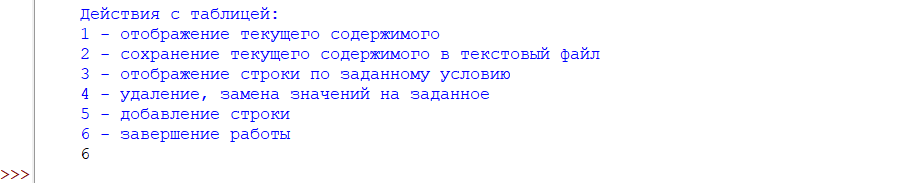 Действия с таблицей:
1 - отображение текущего содержимого
2 - сохранение текущего содержимого в текстовый файл
3 - отображение строки по заданному условию
4 - удаление, замена значений на заданное
5 - добавление строки
6 - завершение работы
6
>>>